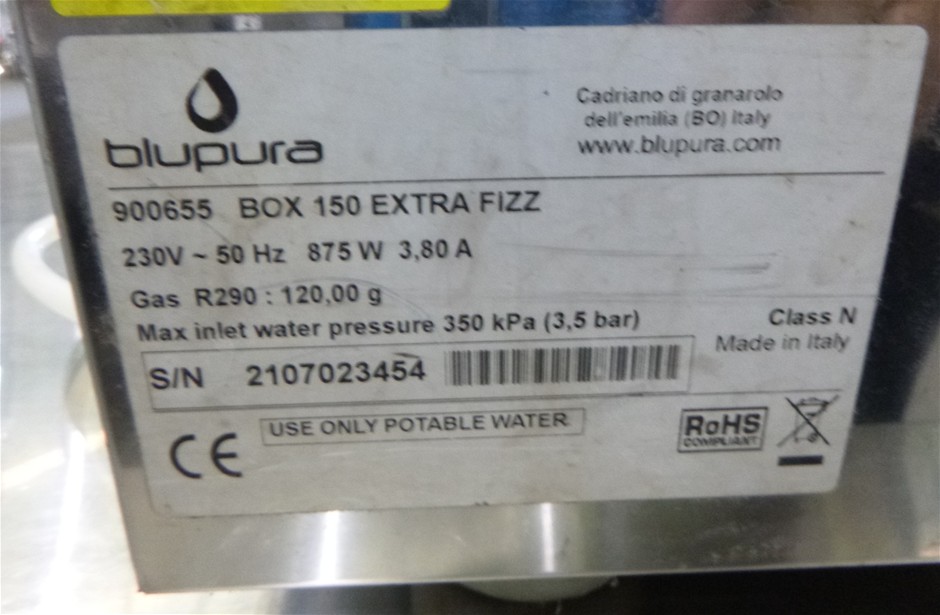 blupura
Cadriano di granarolo
dell'emilia (BO) Italy
www.blupura.com
900655 BOX 150 EXTRA FIZZ
230V ~ 50 Hz 875 W 3,80 A
Gas R290 : 120,00 g
Max inlet water pressure 350 kPa (3,5 bar)
Class N
Made in Italy
S/N 2107023454
CE
USE ONLY POTABLE WATER
RoHS
COMPLIANT